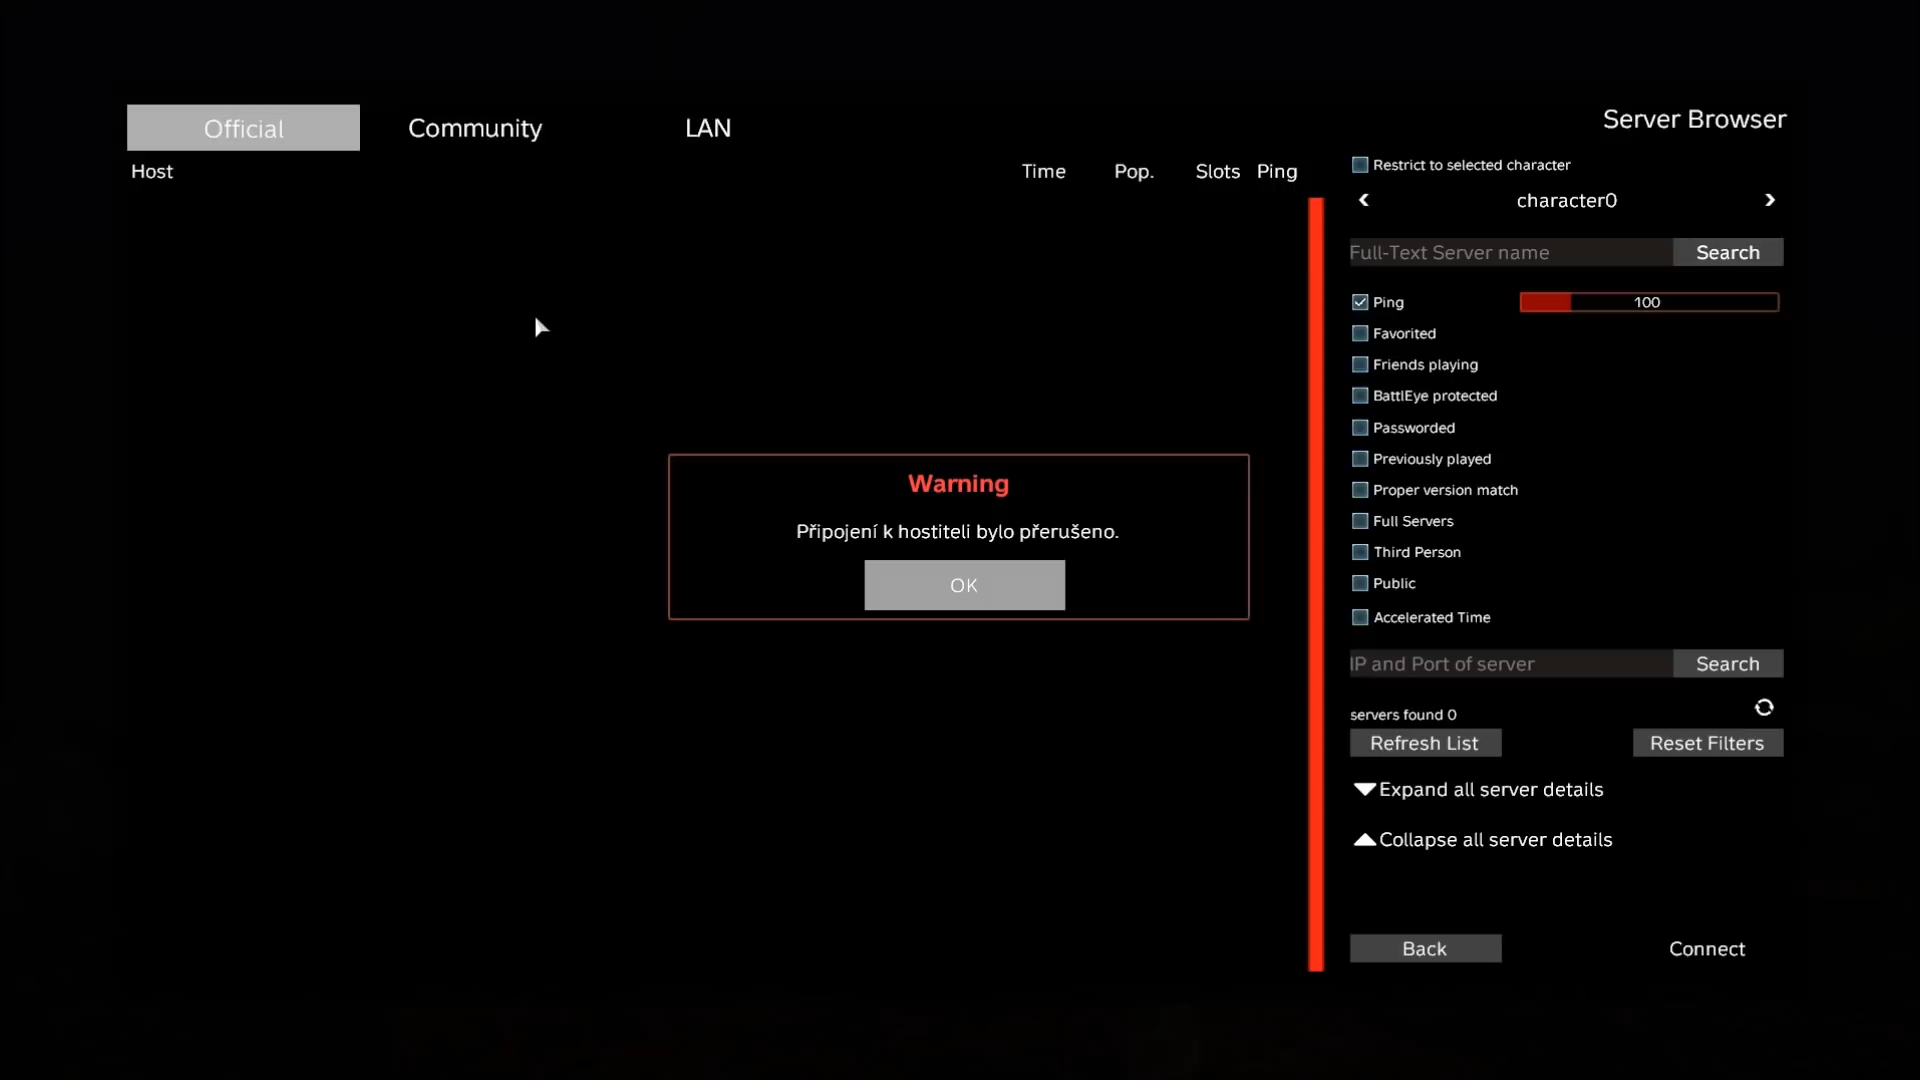 Official Community LAN Server Browser
Host Time Pop. Slots Ping
Restrict to selected character
character0
Full-Text Server name Search
Ping 100
Favorited
Friends playing
BattlEye protected
Passworded
Previously played
Proper version match
Full Servers
Third Person
Public
Accelerated Time
IP and Port of server Search
servers found 0
Refresh List Reset Filters
Expand all server details
Collapse all server details
Back Connect
Warning
Připojení k hostiteli bylo přerušeno.
OK